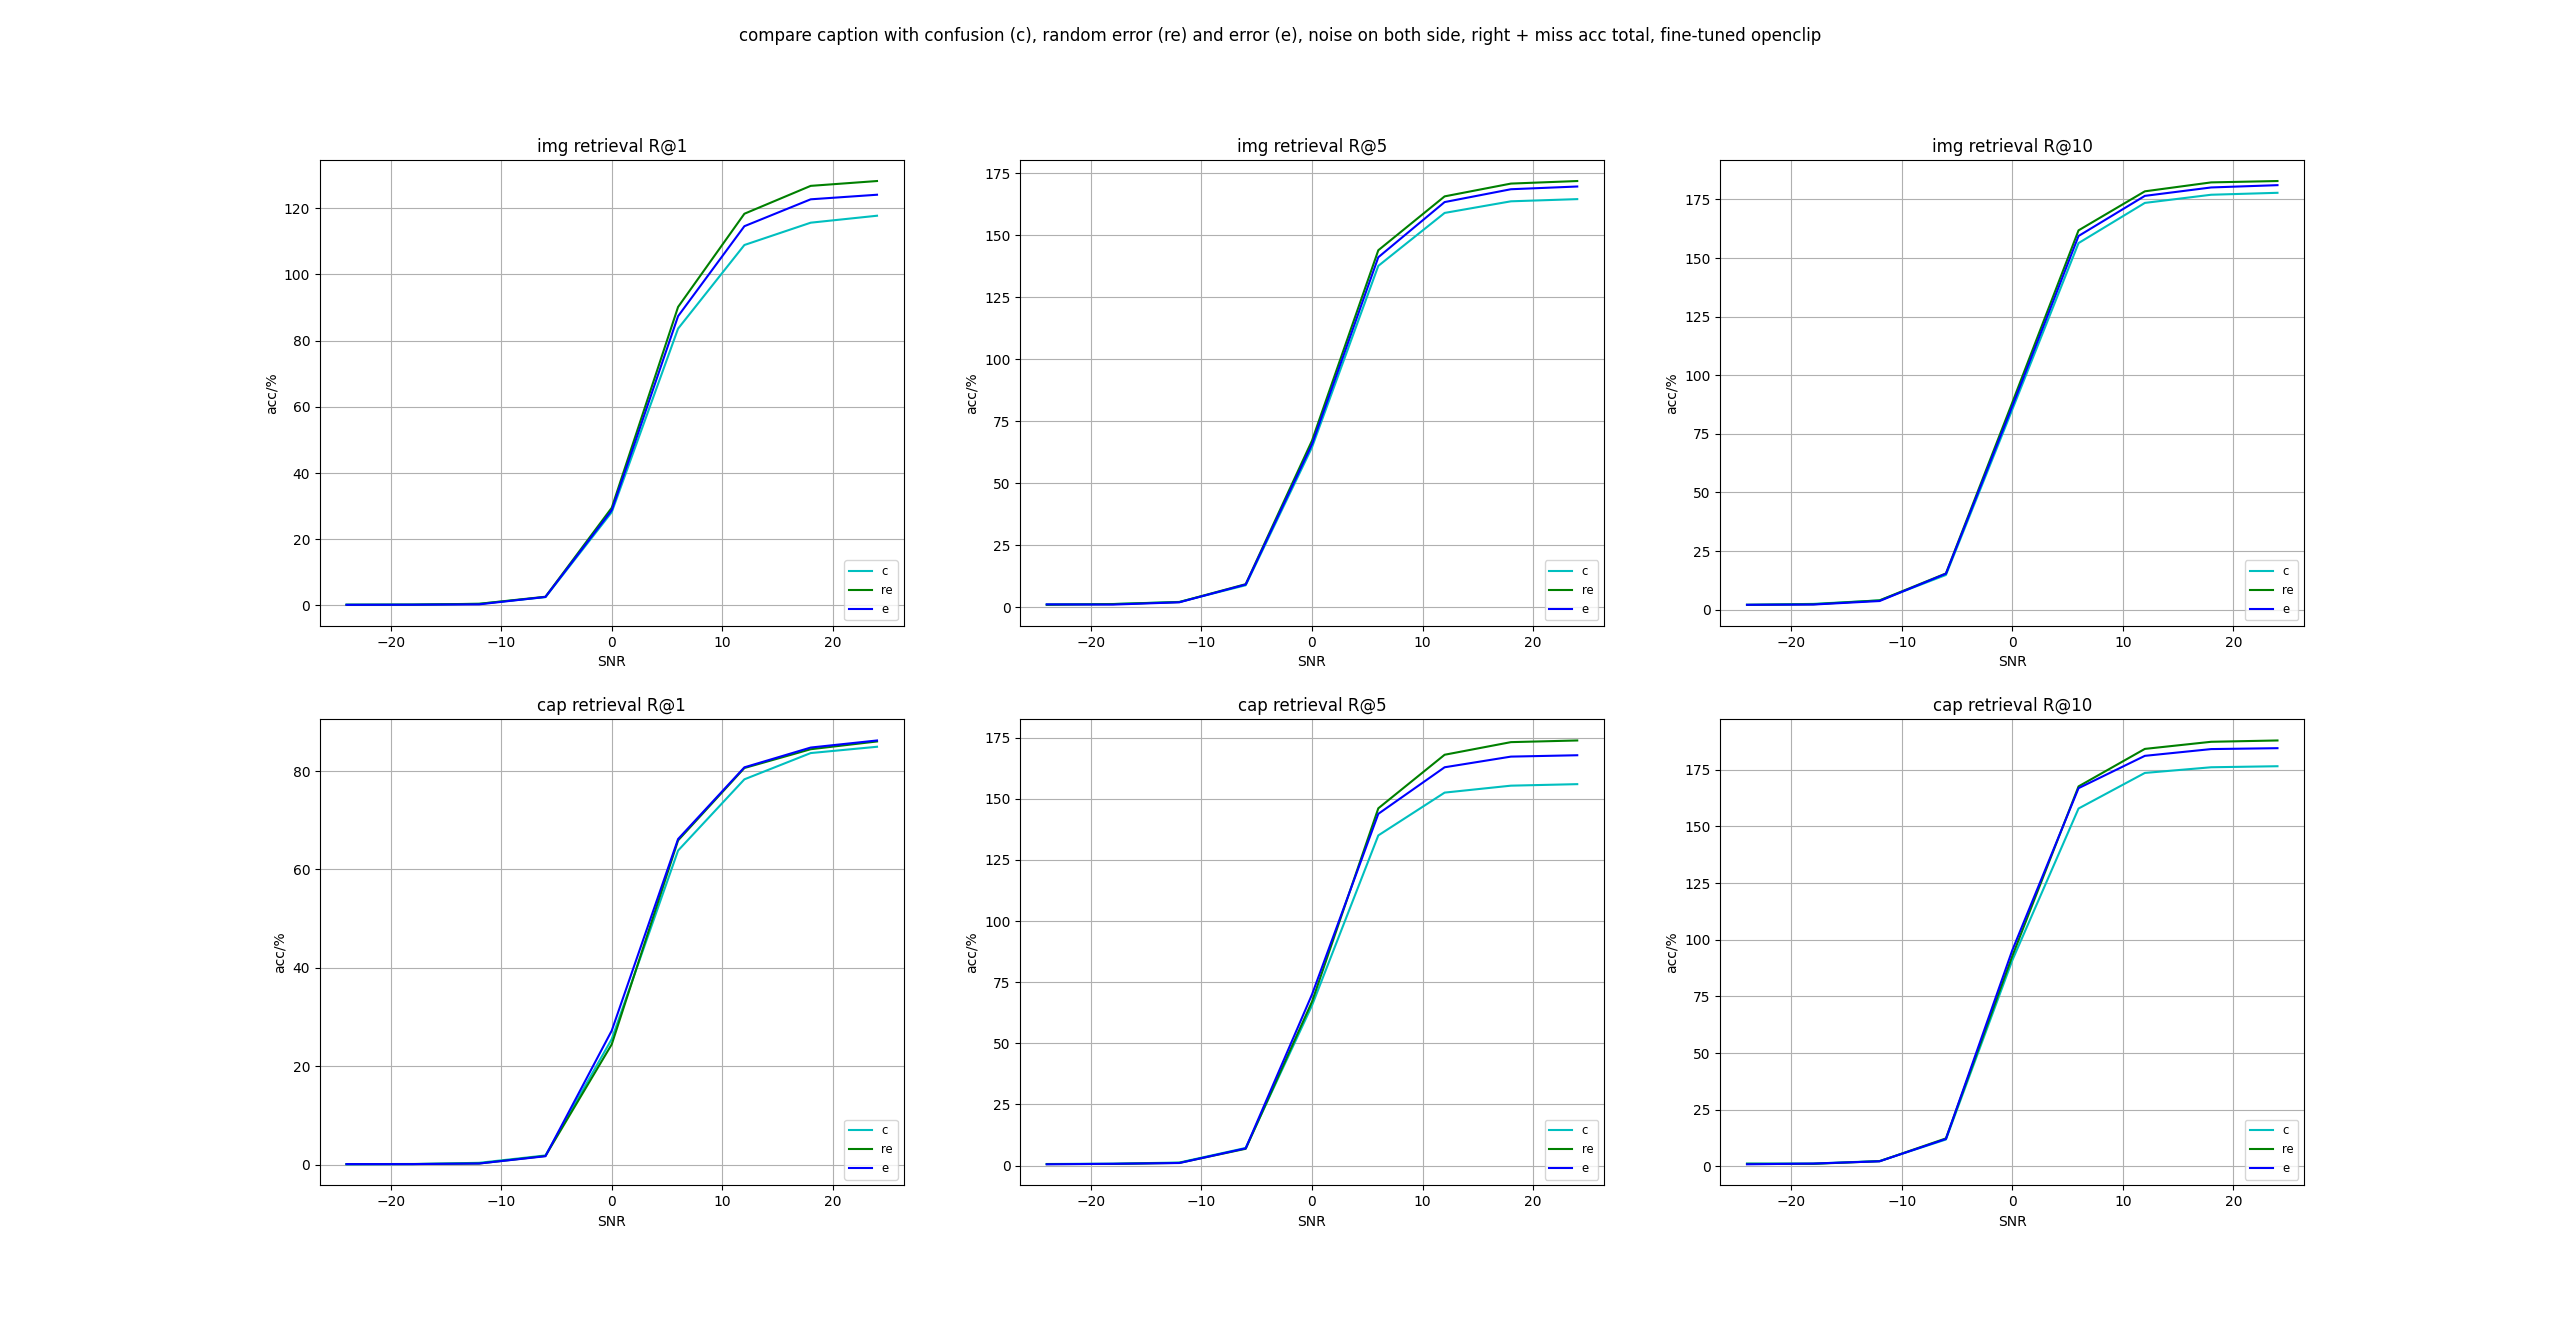 compare caption with confusion (c), random error (re) and error (e), noise on both side, right + miss acc total, fine-tuned openclip
img retrieval R@1
acc/%
120
100
80
60
40
20
0
−20 −10 0 10 20
SNR
c
re
e
img retrieval R@5
acc/%
175
150
125
100
75
50
25
0
−20 −10 0 10 20
SNR
c
re
e
img retrieval R@10
acc/%
175
150
125
100
75
50
25
0
−20 −10 0 10 20
SNR
c
re
e
cap retrieval R@1
acc/%
80
60
40
20
0
−20 −10 0 10 20
SNR
c
re
e
cap retrieval R@5
acc/%
175
150
125
100
75
50
25
0
−20 −10 0 10 20
SNR
c
re
e
cap retrieval R@10
acc/%
175
150
125
100
75
50
25
0
−20 −10 0 10 20
SNR
c
re
e